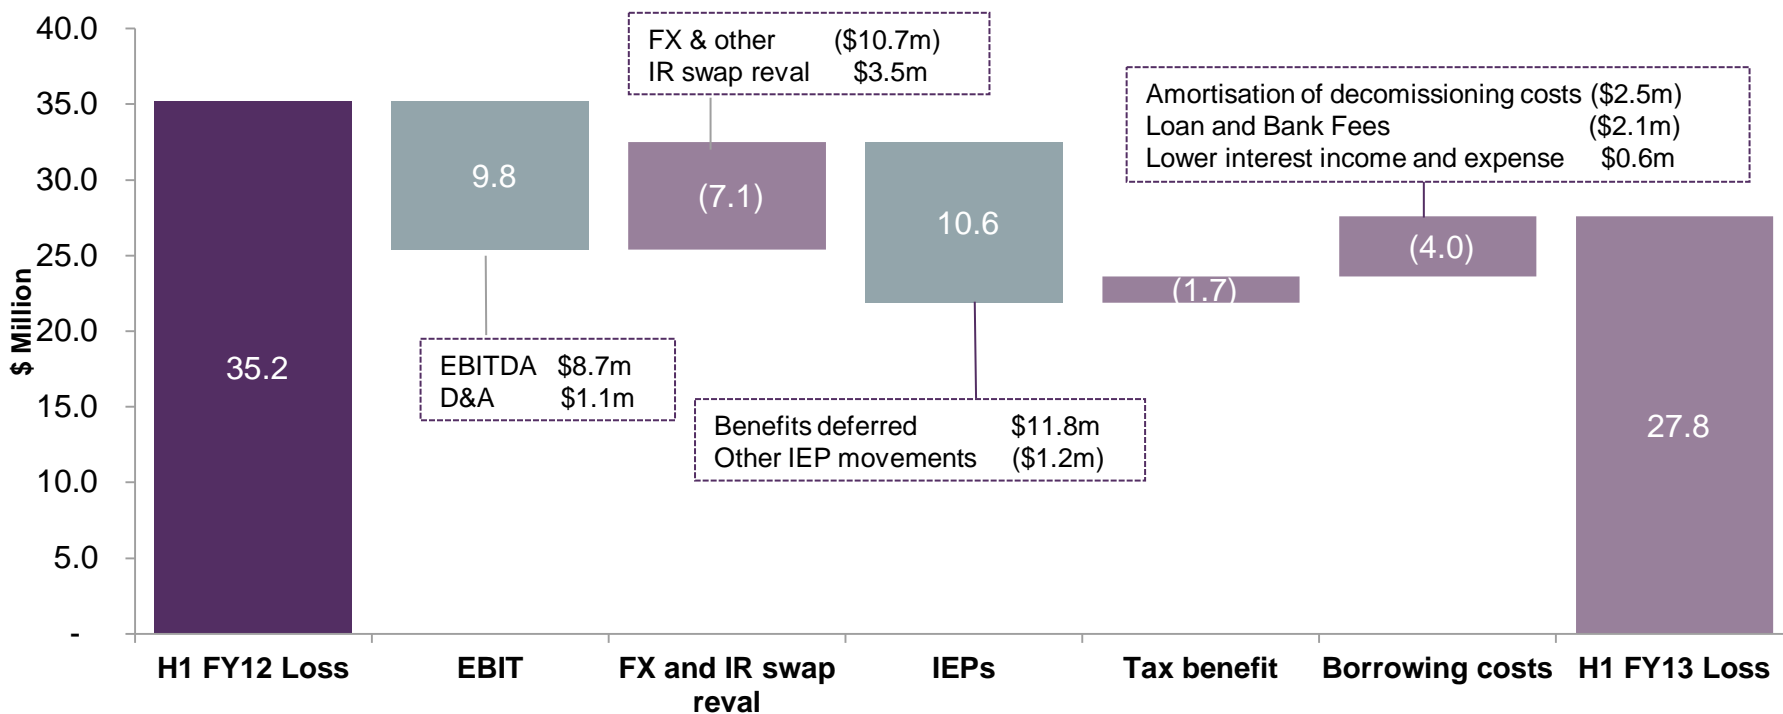 40.0
35.0
30.0
25.0
20.0
15.0
10.0
5.0
-
$ Million
FX & other ($10.7m)
IR swap reval $3.5m
Amortisation of decomissioning costs ($2.5m)
Loan and Bank Fees ($2.1m)
Lower interest income and expense $0.6m
35.2
9.8
(7.1)
10.6
(1.7)
(4.0)
27.8
EBITDA $8.7m
D&A $1.1m
Benefits deferred $11.8m
Other IEP movements ($1.2m)
H1 FY12 Loss
EBIT
FX and IR swap
reval
IEPs
Tax benefit
Borrowing costs
H1 FY13 Loss